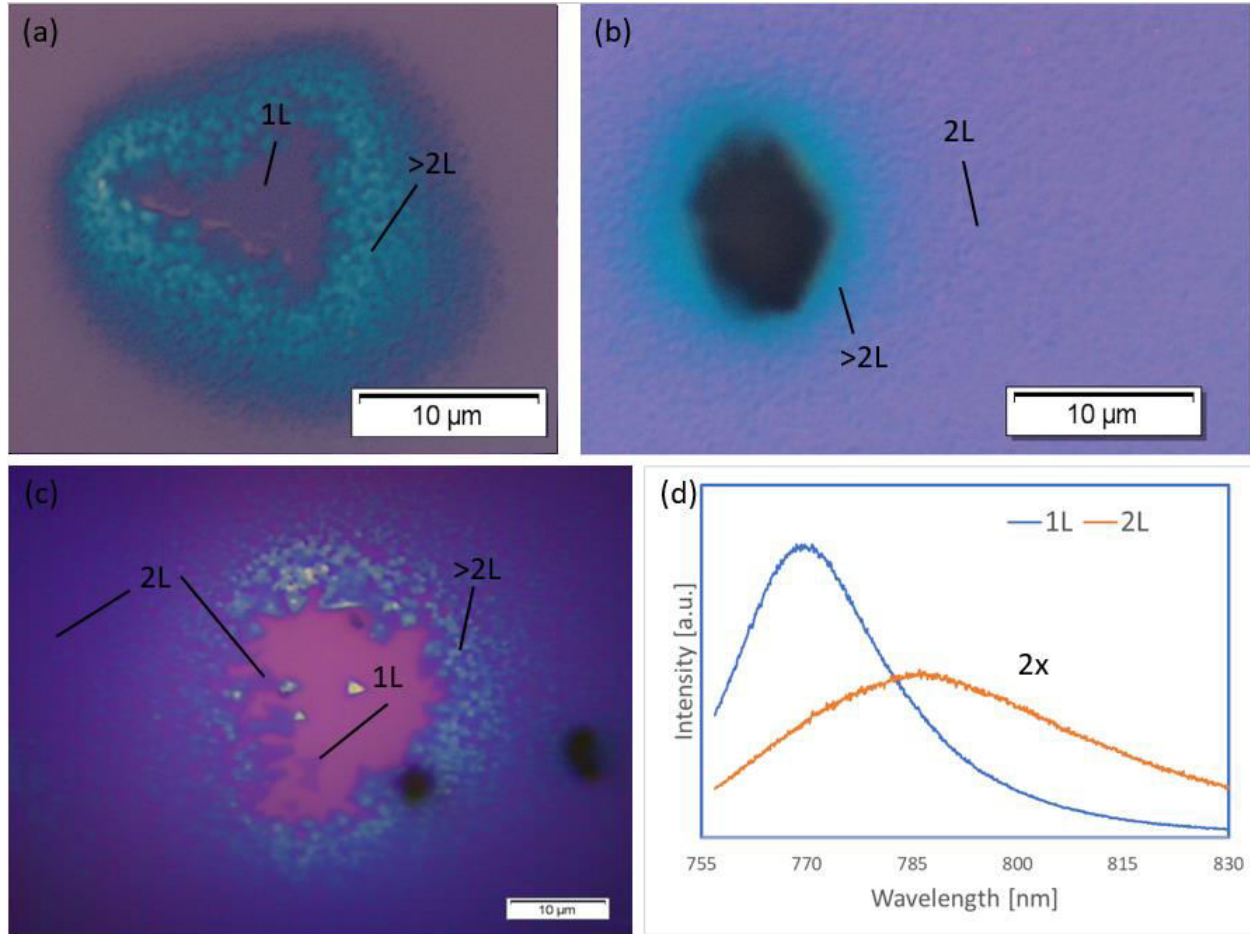 (a)
1L
>2L
10 µm
(b)
2L
>2L
10 µm
(c)
2L
>2L
1L
10 µm
(d)
1L 2L
2x
Intensity [a.u.]
755 770 785 800 815 830
Wavelength [nm]